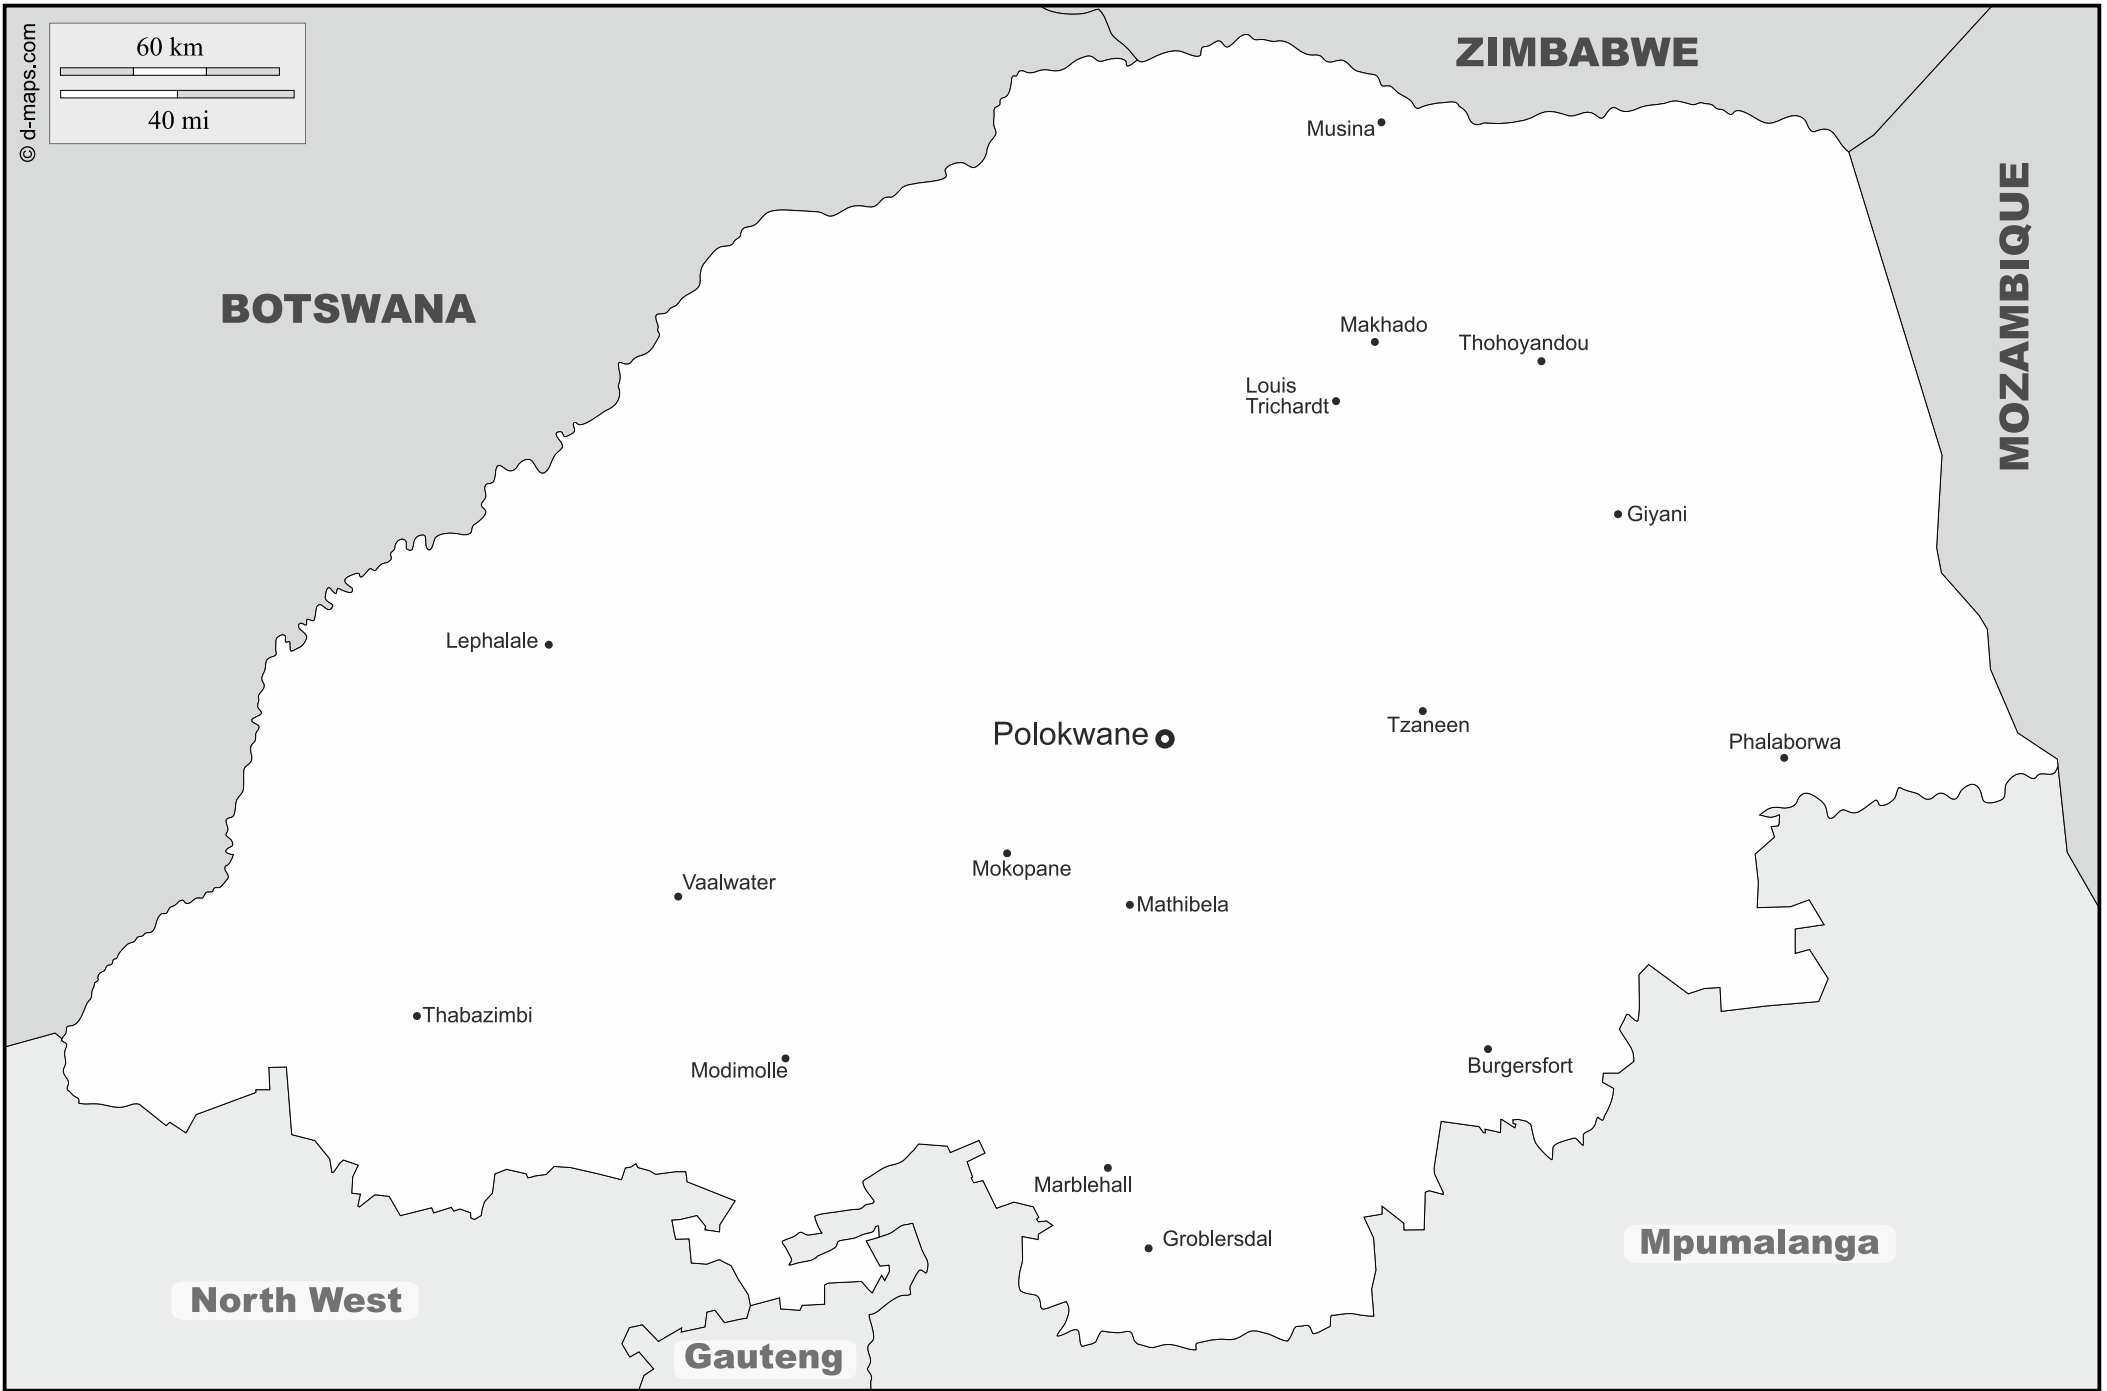 © d-maps.com
60 km
40 mi
ZIMBABWE
MOZAMBIQUE
BOTSWANA
Musina
Makhado
Thohoyandou
Louis
Trichardt
Giyani
Lephalale
Polokwane
Tzaneen
Phalaborwa
Mokopane
Vaalwater
Mathibela
Thabazimbi
Modimolle
Burgersfort
Marblehall
Groblersdal
Mpumalanga
North West
Gauteng